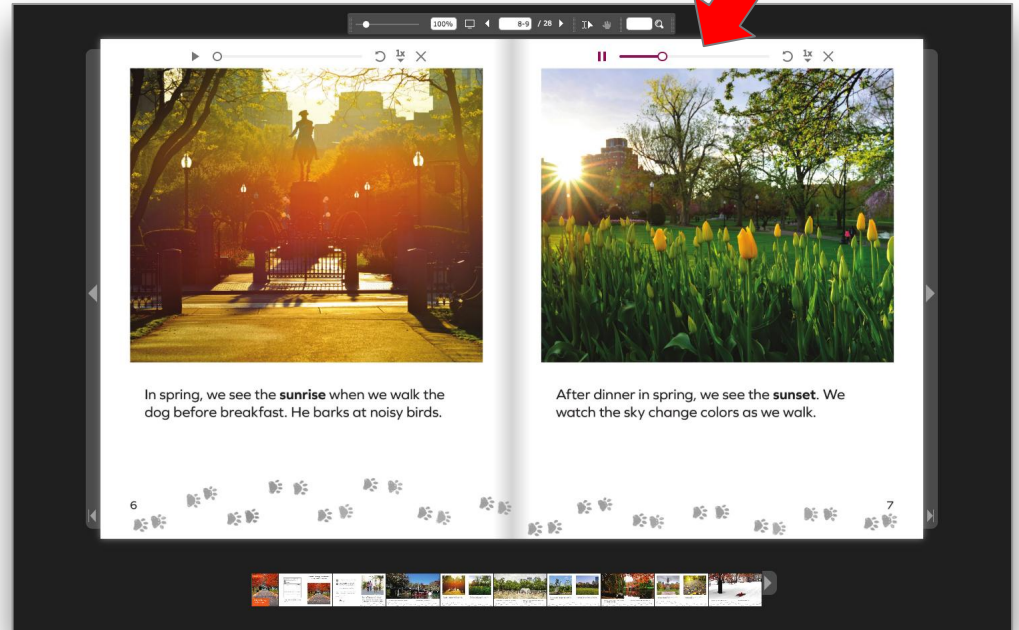 100%
8-9 / 28
1x
1x
In spring, we see the sunrise when we walk the
dog before breakfast. He barks at noisy birds.
6
After dinner in spring, we see the sunset. We
watch the sky change colors as we walk.
7